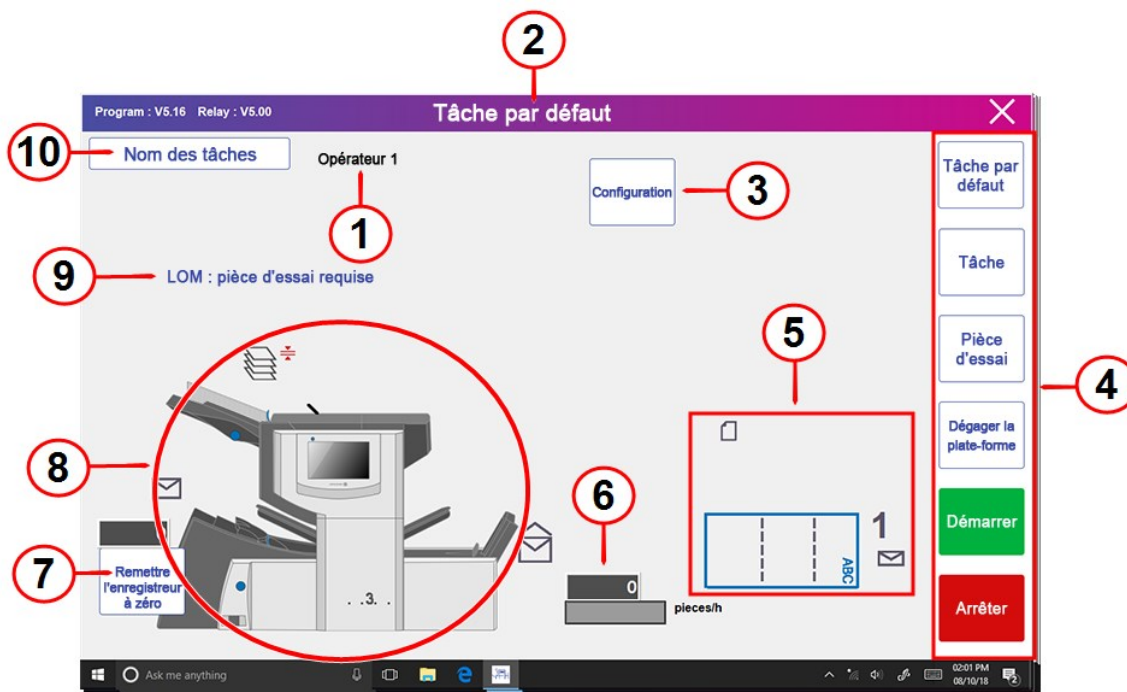 2
Program : V5.16 Relay : V5.00
Tâche par défaut
10
Nom des tâches
Opérateur 1
1
Configuration
3
9
LOM : pièce d'essai requise
5
Tâche par
défaut
Tâche
Pièce
d'essai
4
Dégager la
plate-forme
Démarrer
Arrêter
8
6
0
pieces/h
1
ABC
7
Remettre
l'enregistreur
à zéro
. .3. .
Ask me anything
02:01 PM
08/10/18
2